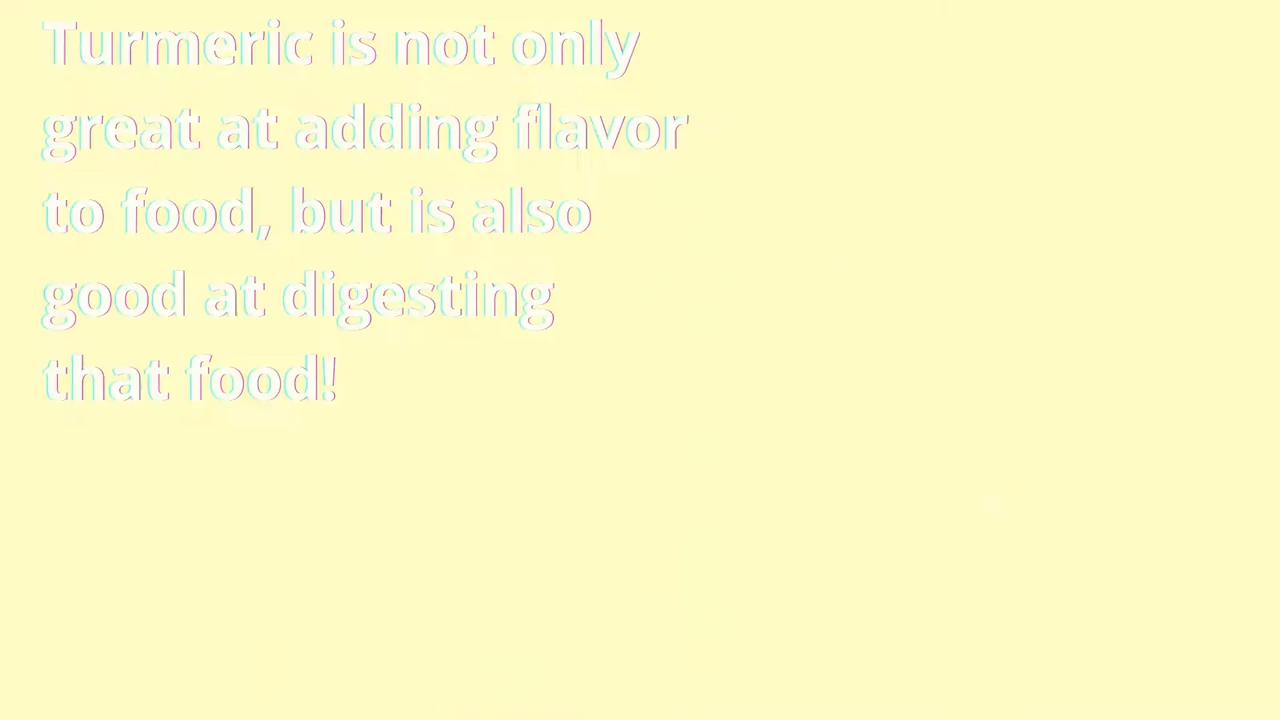 Turmeric is not only
great at adding flavor
to food, but is also
good at digesting
that food!